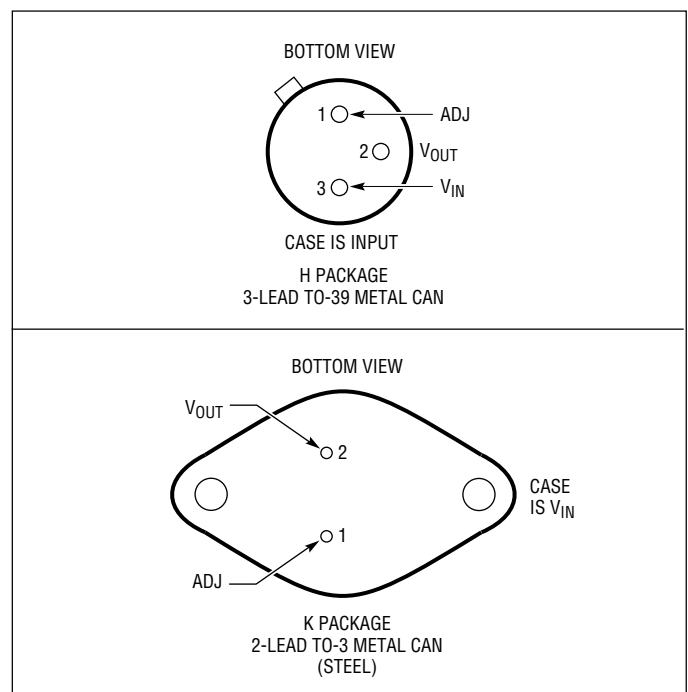 BOTTOM VIEW
1
ADJ
2
VOUT
3
VIN
CASE IS INPUT
H PACKAGE
3-LEAD TO-39 METAL CAN
BOTTOM VIEW
VOUT
2
CASE
IS VIN
1
ADJ
K PACKAGE
2-LEAD TO-3 METAL CAN
(STEEL)